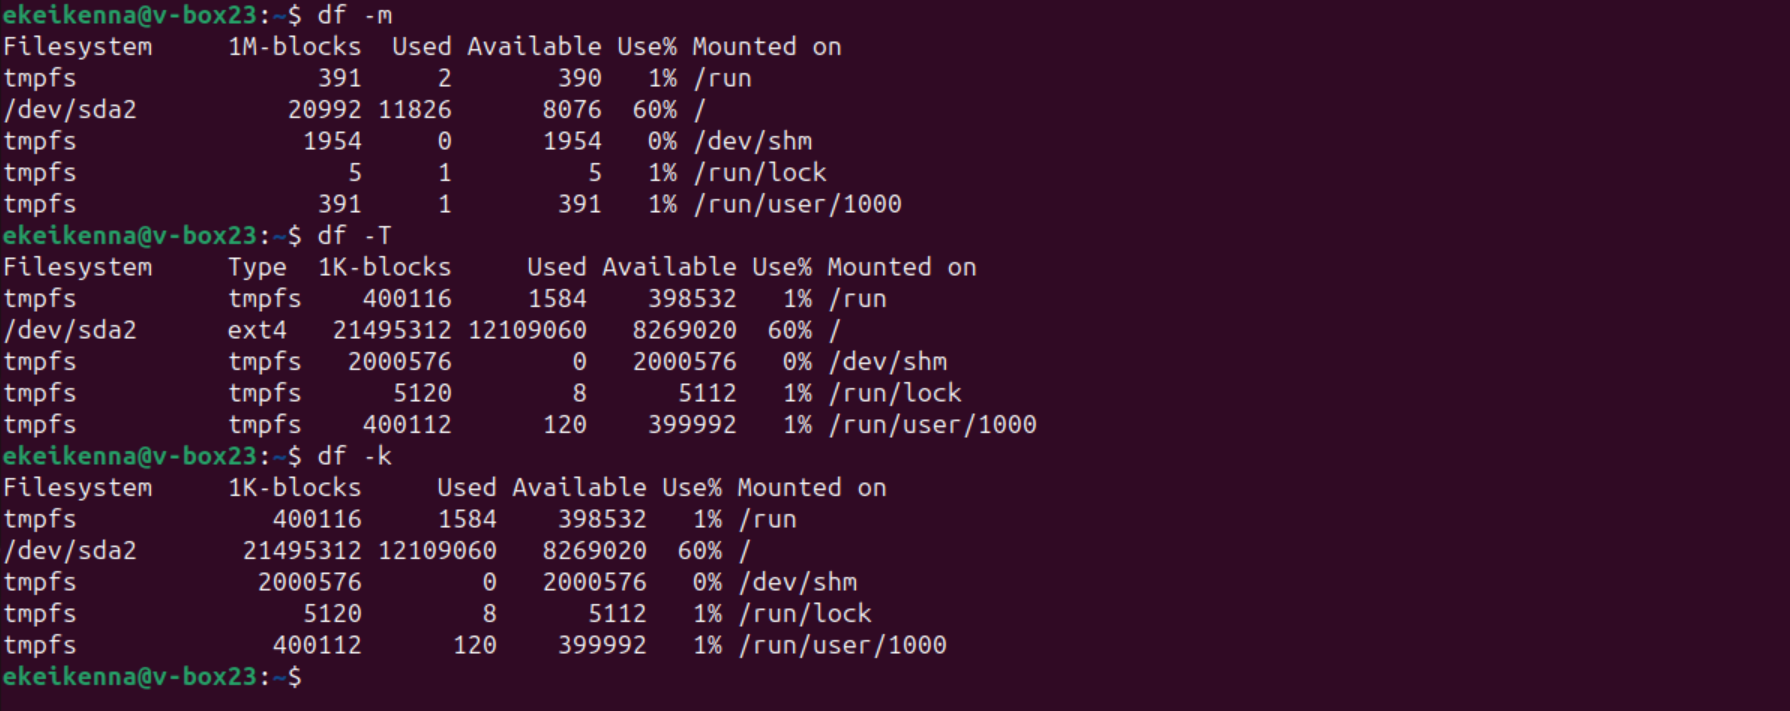 ekeikenna@v-box23:~$ df -m
Filesystem     1M-blocks  Used Available Use% Mounted on
tmpfs                391     2       390   1% /run
/dev/sda2          20992 11826      8076  60% /
tmpfs               1954     0      1954   0% /dev/shm
tmpfs                  5     1         5   1% /run/lock
tmpfs                391     1       391   1% /run/user/1000
ekeikenna@v-box23:~$ df -T
Filesystem     Type  1K-blocks     Used Available Use% Mounted on
tmpfs          tmpfs    400116     1584    398532   1% /run
/dev/sda2      ext4   21495312 12109060   8269020  60% /
tmpfs          tmpfs   2000576        0   2000576   0% /dev/shm
tmpfs          tmpfs      5120        8      5112   1% /run/lock
tmpfs          tmpfs    400112      120    399992   1% /run/user/1000
ekeikenna@v-box23:~$ df -k
Filesystem     1K-blocks     Used Available Use% Mounted on
tmpfs             400116     1584    398532   1% /run
/dev/sda2       21495312 12109060   8269020  60% /
tmpfs            2000576        0   2000576   0% /dev/shm
tmpfs               5120        8      5112   1% /run/lock
tmpfs             400112      120    399992   1% /run/user/1000
ekeikenna@v-box23:~$